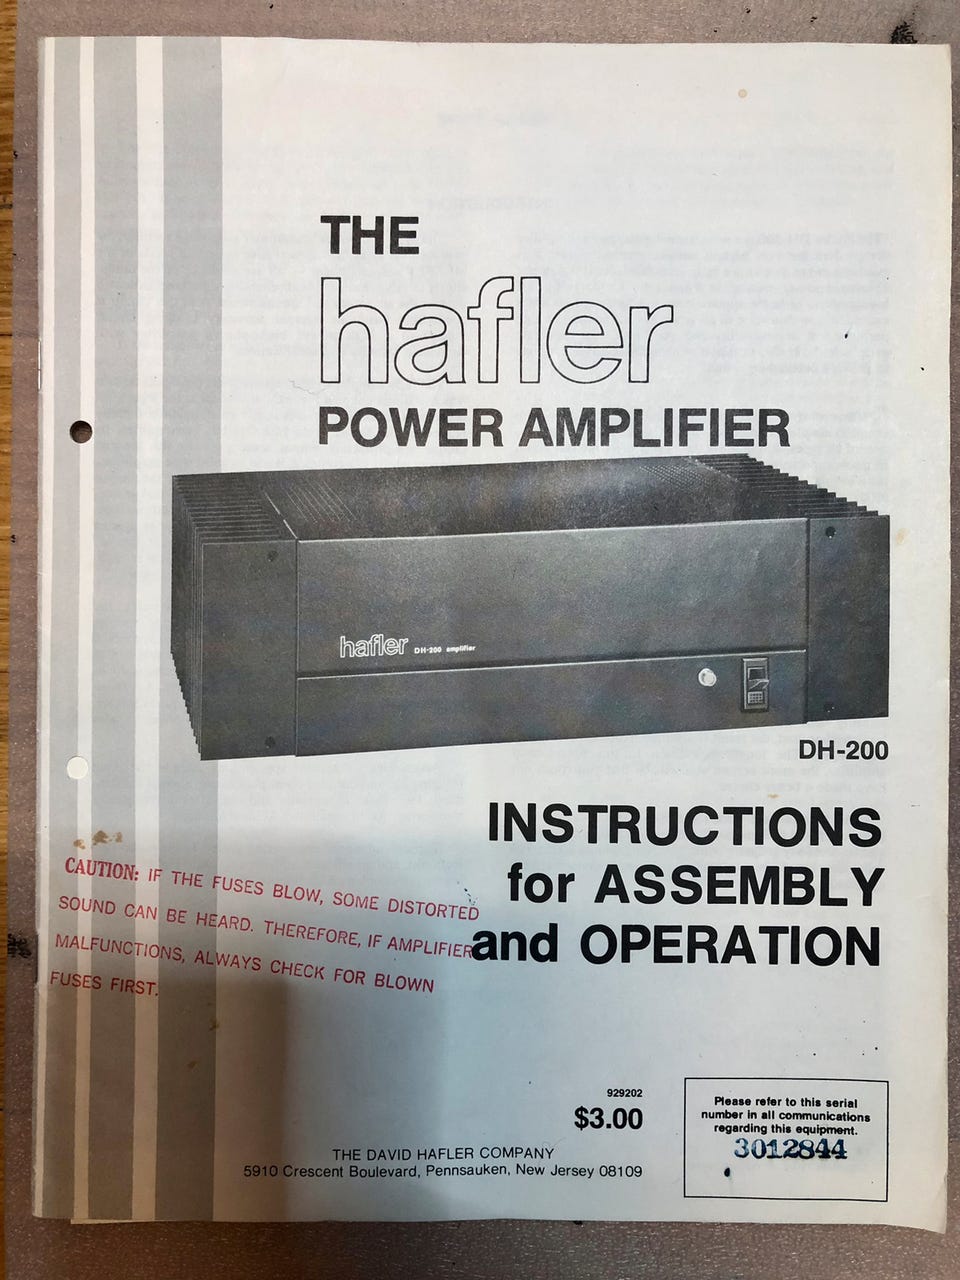 THE
hafler
POWER AMPLIFIER
hafler DH-200 amplifier
DH-200
INSTRUCTIONS
for ASSEMBLY
and OPERATION
CAUTION: IF THE FUSES BLOW, SOME DISTORTED
SOUND CAN BE HEARD. THEREFORE, IF AMPLIFIER
MALFUNCTIONS, ALWAYS CHECK FOR BLOWN
FUSES FIRST.
929202
$3.00
THE DAVID HAFLER COMPANY
5910 Crescent Boulevard, Pennsauken, New Jersey 08109
Please refer to this serial
number in all communications
regarding this equipment.
3012844